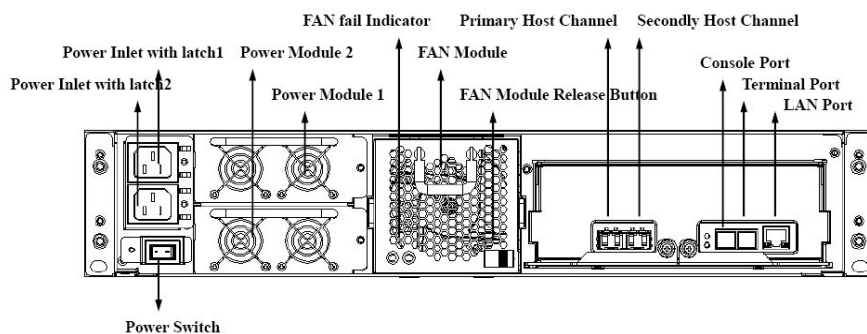 FAN fail Indicator
Primary Host Channel
Secondly Host Channel
Power Inlet with latch1
Power Module 2
FAN Module
Console Port
Power Inlet with latch2
Power Module 1
FAN Module Release Button
Terminal Port
LAN Port
Power Switch